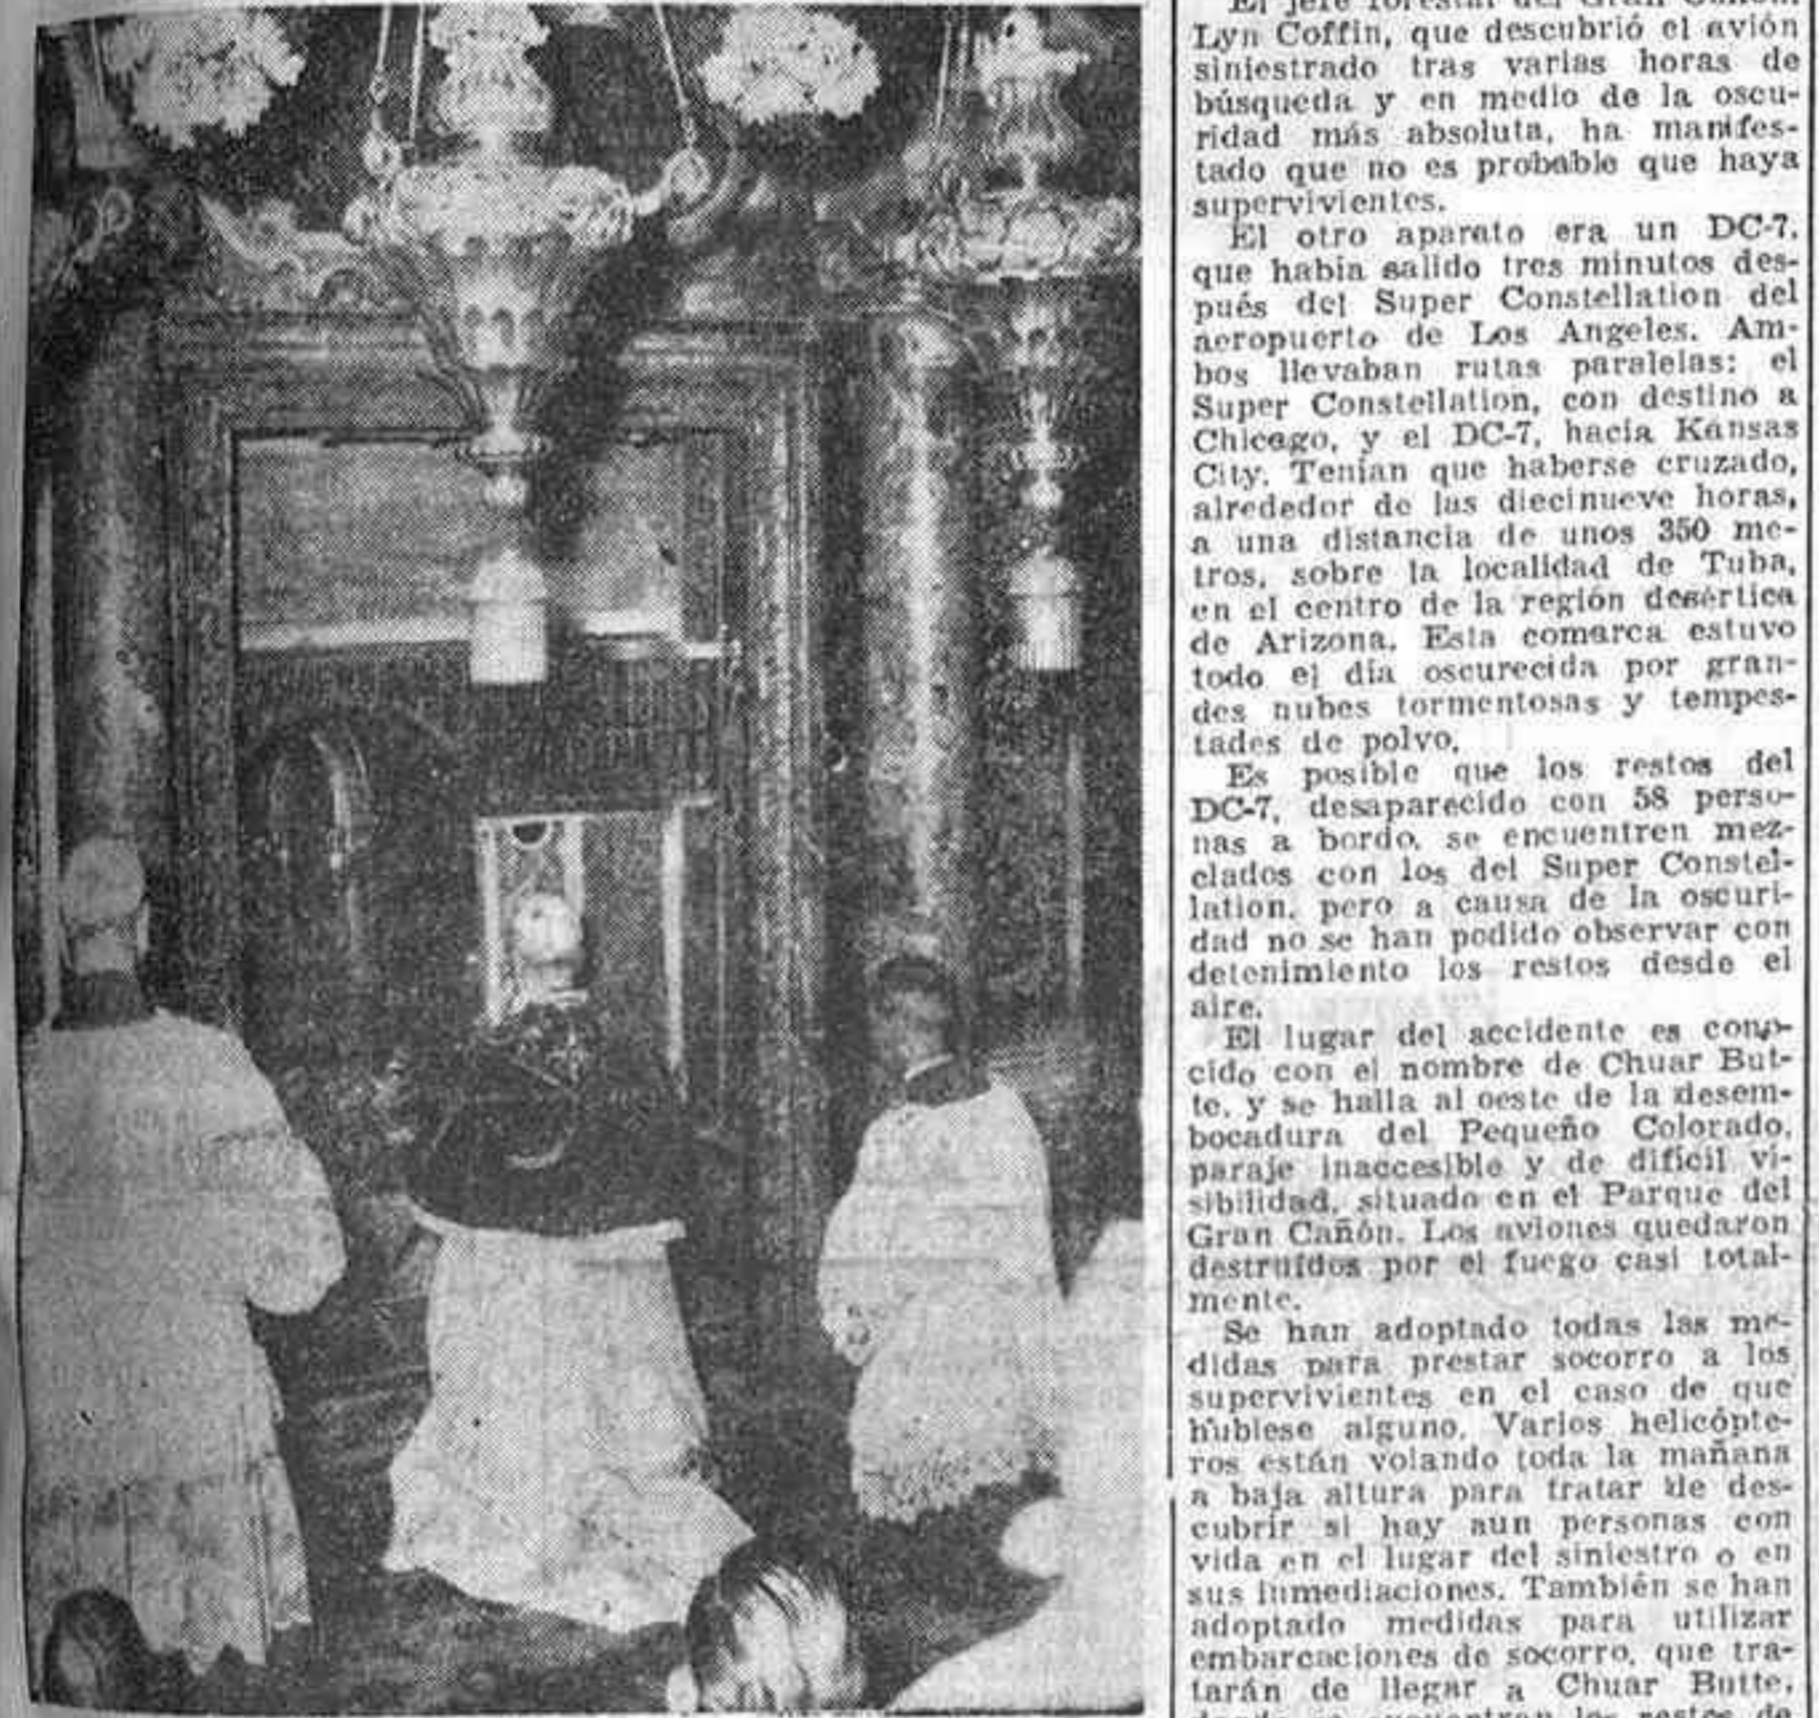 El jefe forestal del Gran Cañón,
Lyn Coffin, que descubrió el avión
siniestrado tras varias horas de
búsqueda y en medio de la oscu-
ridad más absoluta, ha manifes-
tado que no es probable que haya
supervivientes.
El otro aparato era un DC-7,
que había salido tres minutos des-
pués del Super Constellation del
aeropuerto de Los Angeles. Am-
bos llevaban rutas paralelas: el
Super Constellation, con destino a
Chicago, y el DC-7, hacia Kansas
City. Tenían que haberse cruzado,
alrededor de las diecinueve horas,
a una distancia de unos 350 me-
tros, sobre la localidad de Tuba,
en el centro de la región desértica
de Arizona. Esta comarca estuvo
todo el día oscurecida por gran-
des nubes tormentosas y tempes-
tades de polvo.
Es posible que los restos del
DC-7, desaparecido con 58 perso-
nas a bordo, se encuentren mez-
clados con los del Super Constel-
lation, pero a causa de la oscuri-
dad no se han podido observar con
detenimiento los restos desde el
aire.
El lugar del accidente es cono-
cido con el nombre de Chuar But-
te, y se halla al oeste de la desem-
bocadura del Pequeño Colorado,
paraje inaccesible y de difícil vi-
sibilidad, situado en el Parque del
Gran Cañón. Los aviones quedaron
destruídos por el fuego casi total-
mente.
Se han adoptado todas las me-
didas para prestar socorro a los
supervivientes en el caso de que
hubiese alguno. Varios helicópte-
ros están volando toda la mañana
a baja altura para tratar de des-
cubrir si hay aun personas con
vida en el lugar del siniestro o en
sus inmediaciones. También se han
adoptado medidas para utilizar
embarcaciones de socorro, que tra-
tarán de llegar a Chuar Butte,
donde se encuentran los restos de